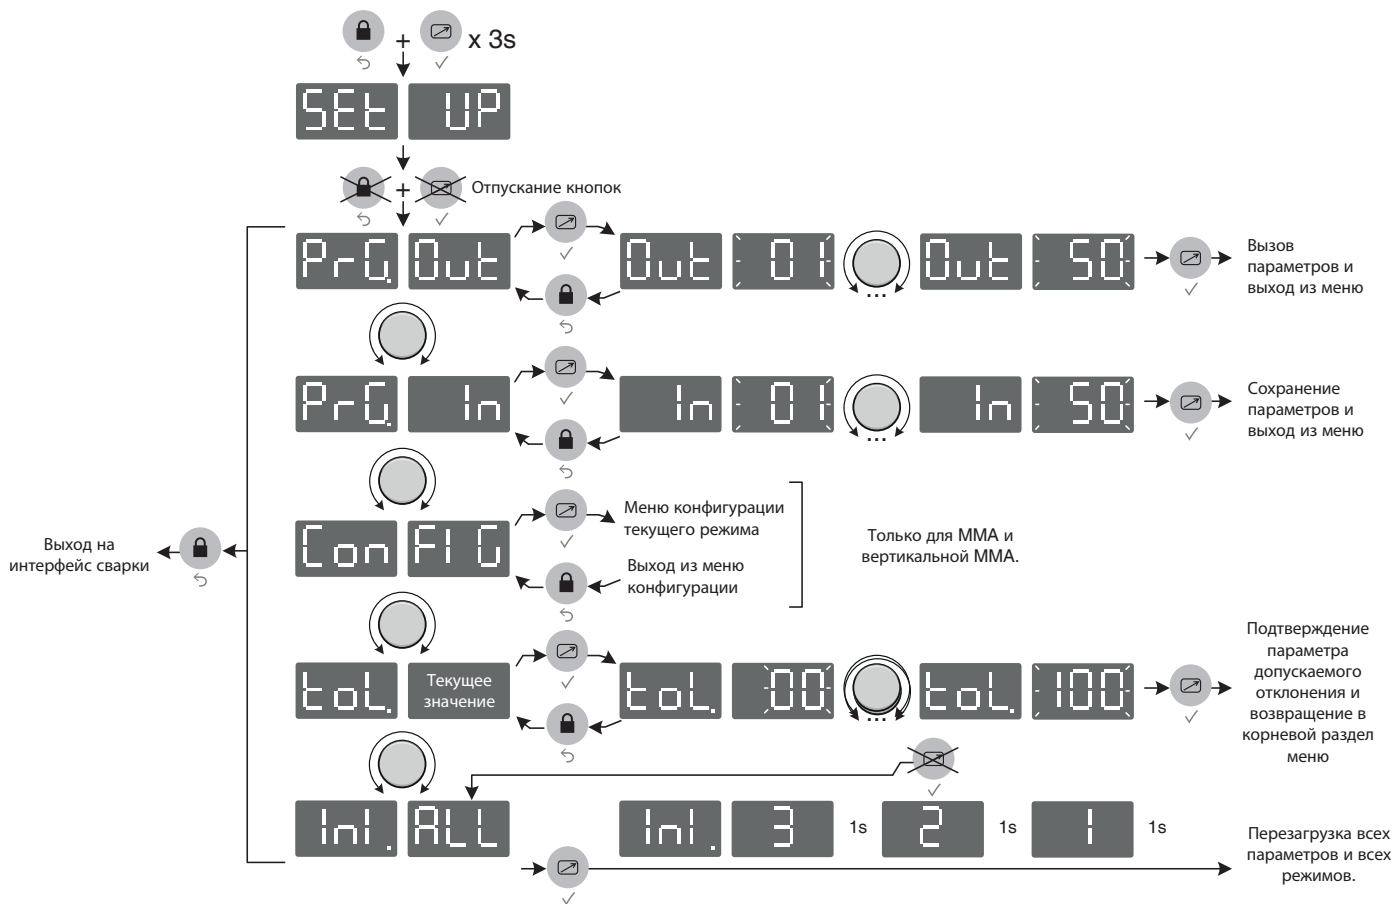 + x 3s
SEt UP
+ Отпускание кнопок
PrG. Out Out 01 ... Out 50
Вызов
параметров и
выход из меню
PrG. In In 01 ... In 50
Сохранение
параметров и
выход из меню
Con FIG
Меню конфигурации
текущего режима
Выход из меню
конфигурации
Только для ММА и
вертикальной ММА.
Выход на
интерфейс сварки
toL. Текущее
значение
toL. 00 ... toL. 100
Подтверждение
параметра
допускаемого
отклонения и
возвращение в
корневой раздел
меню
InI. ALL InI. 3 1s 2 1s 1 1s
Перезагрузка всех
параметров и всех
режимов.